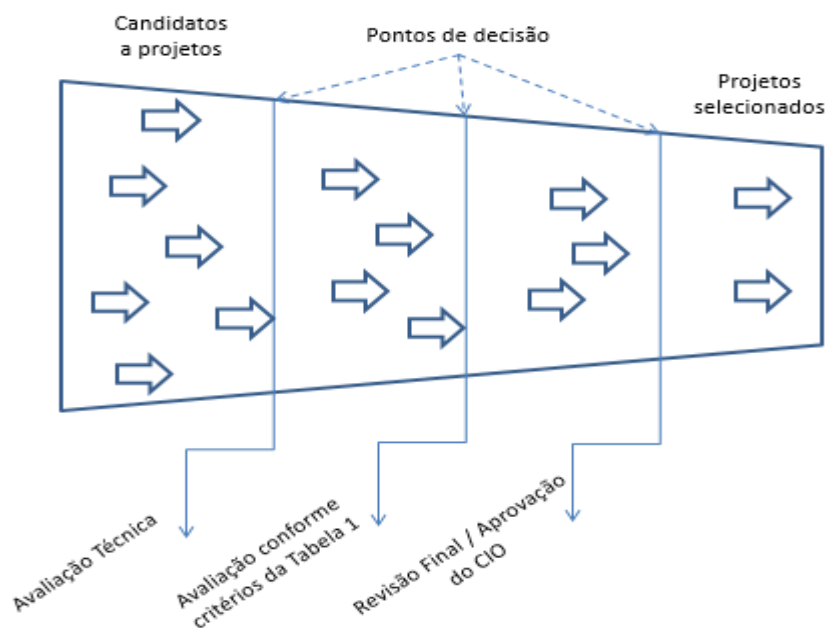 Candidatos
a projetos
Pontos de decisão
Projetos
selecionados
Avaliação Técnica
Avaliação conforme
critérios da Tabela 1
Revisão Final / Aprovação
do CIO